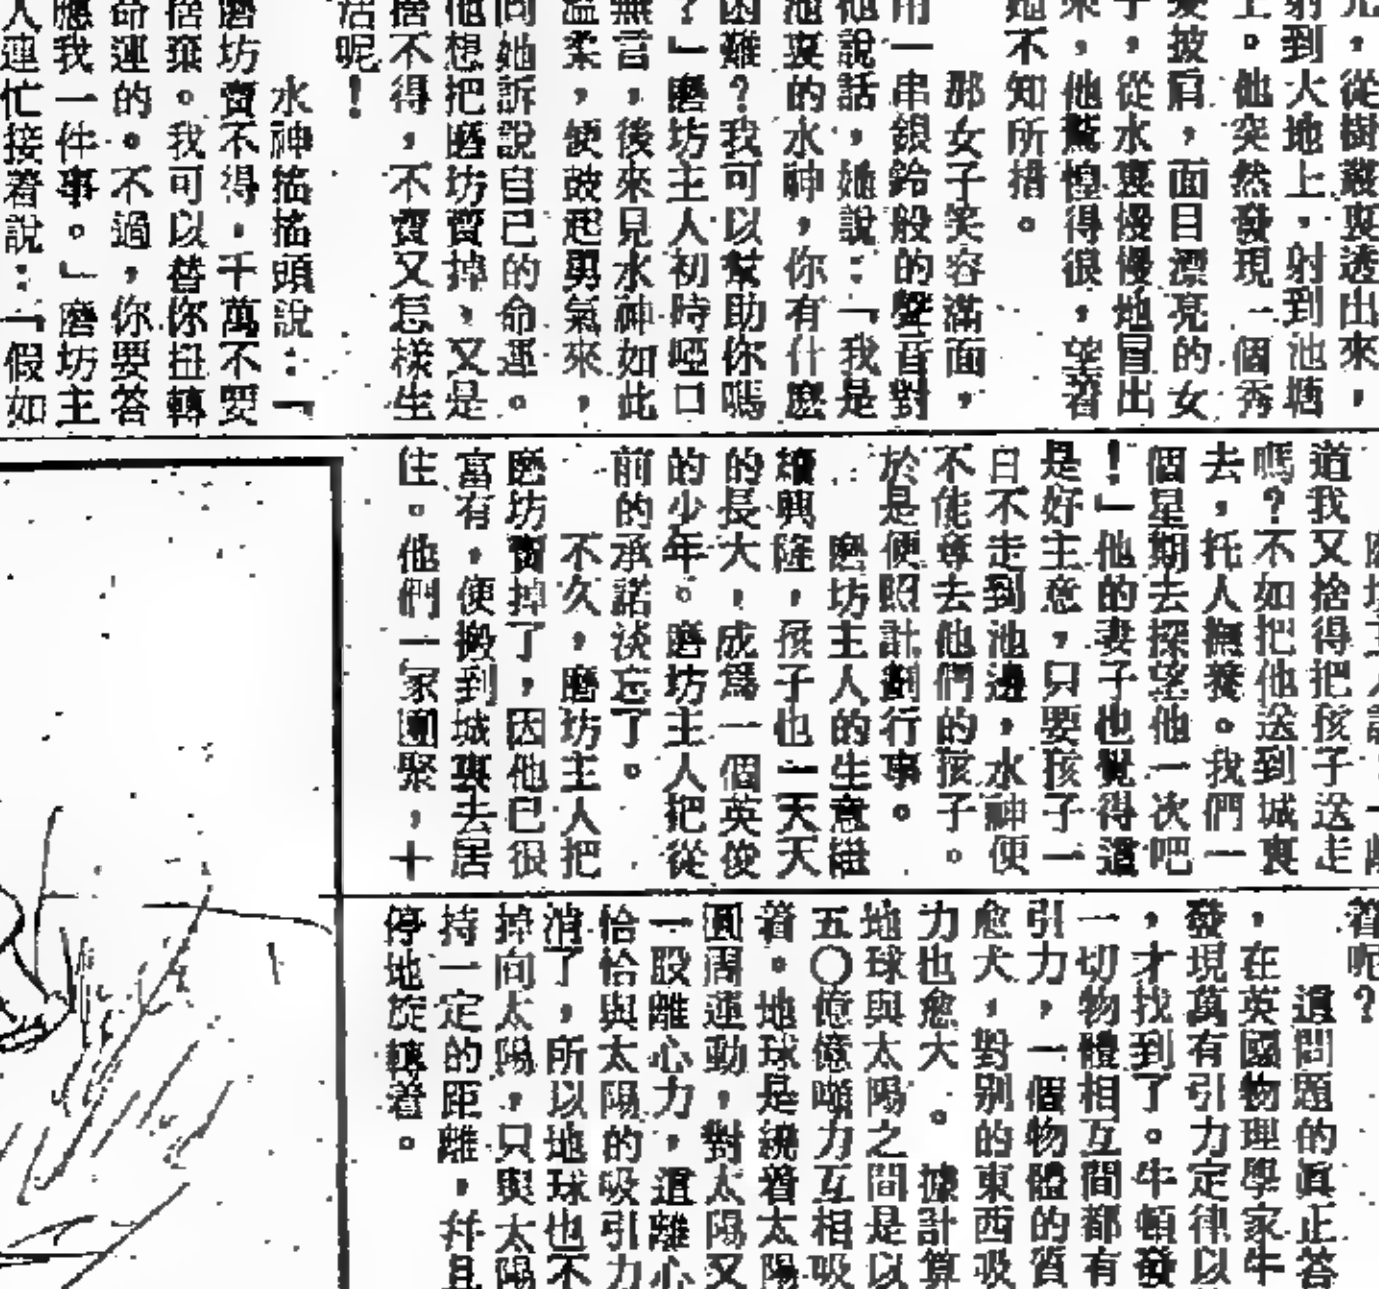 光，從樹叢裏透出來，
射到大地上，射到池塘
上。他突然發現一個秀
髮披肩，面目漂亮的女
子，從水裏慢慢地冒出
來，他驚惶得很，望着
她不知所措。
那女子笑容滿面，
用一串銀鈴般的聲音對
他說話，她說：「我是
池裏的水神，你有什麽
困難？我可以幫助你嗎
？」磨坊主人初時啞口
無言，後來見水神如此
溫柔，便鼓起勇氣來，
向她訴說自已的命運。
他想把磨坊賣掉，又是
捨不得，不賣又怎樣生
活呢！
水神搖搖頭說：「
磨坊賣不得，千萬不要
捨棄。我可以替你扭轉
命運的。不過，你要答
應我一件事。」磨坊主
人連忙接着說：「假如
道我又捨得把孩子送走
嗎？不如把他送到城裏
去，托人撫養。我們一
個星期去探望他一次吧
！」他的妻子也覺得這
是好主意，只要孩子一
日不走到池邊，水神便
不能奪去他們的孩子。
於是便照計劃行事。
磨坊主人的生意繼
續興隆，孩子也一天天
的長大，成爲一個英俊
的少年。磨坊主人把從
前的承諾淡忘了。
不久，磨坊主人把
磨坊賣掉了，因他已很
富有，便搬到城裏去居
住。他們一家團聚，十
着呢？
這問題的眞正答
，在英國物理學家牛
發現萬有引力定律以
，才找到了。牛頓發
一切物體相互間都有
引力，一個物體的質
愈大，對别的東西吸
力也愈大。據計算
地球與太陽之間是以
五〇億億噸力互相吸
着。地球是繞着太陽
圓周運動，對太陽又
一股離心力，這離心
恰恰與太陽的吸引力
消了，所以地球也不
掉向太陽，只與太陽
持一定的距離，幷且
停地旋轉着。